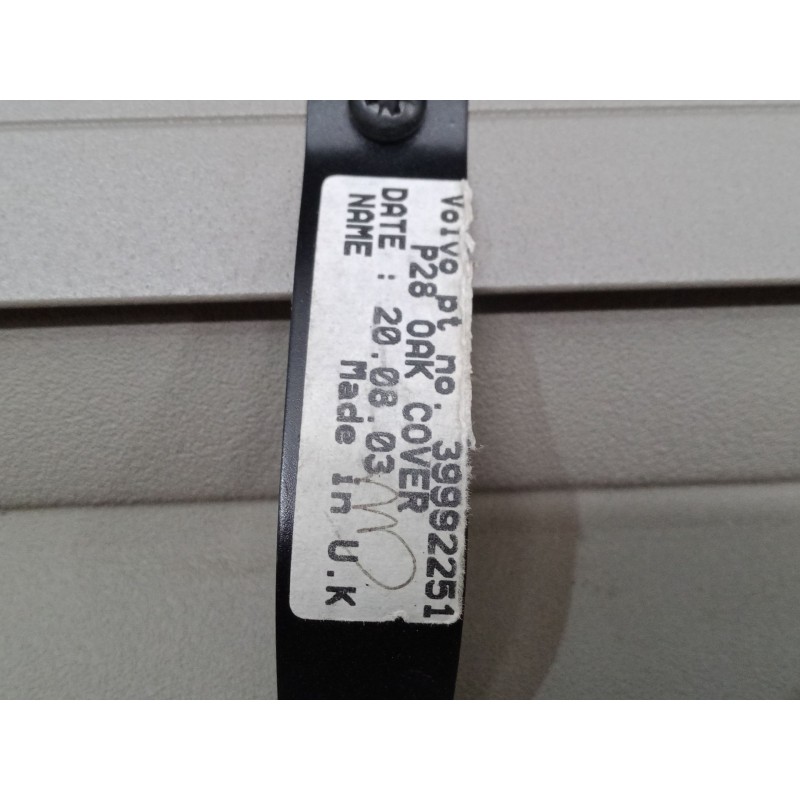 Volvo pt no. 39992251
P28 OAK COVER
DATE : 20.08.03
NAME
Made in U.K